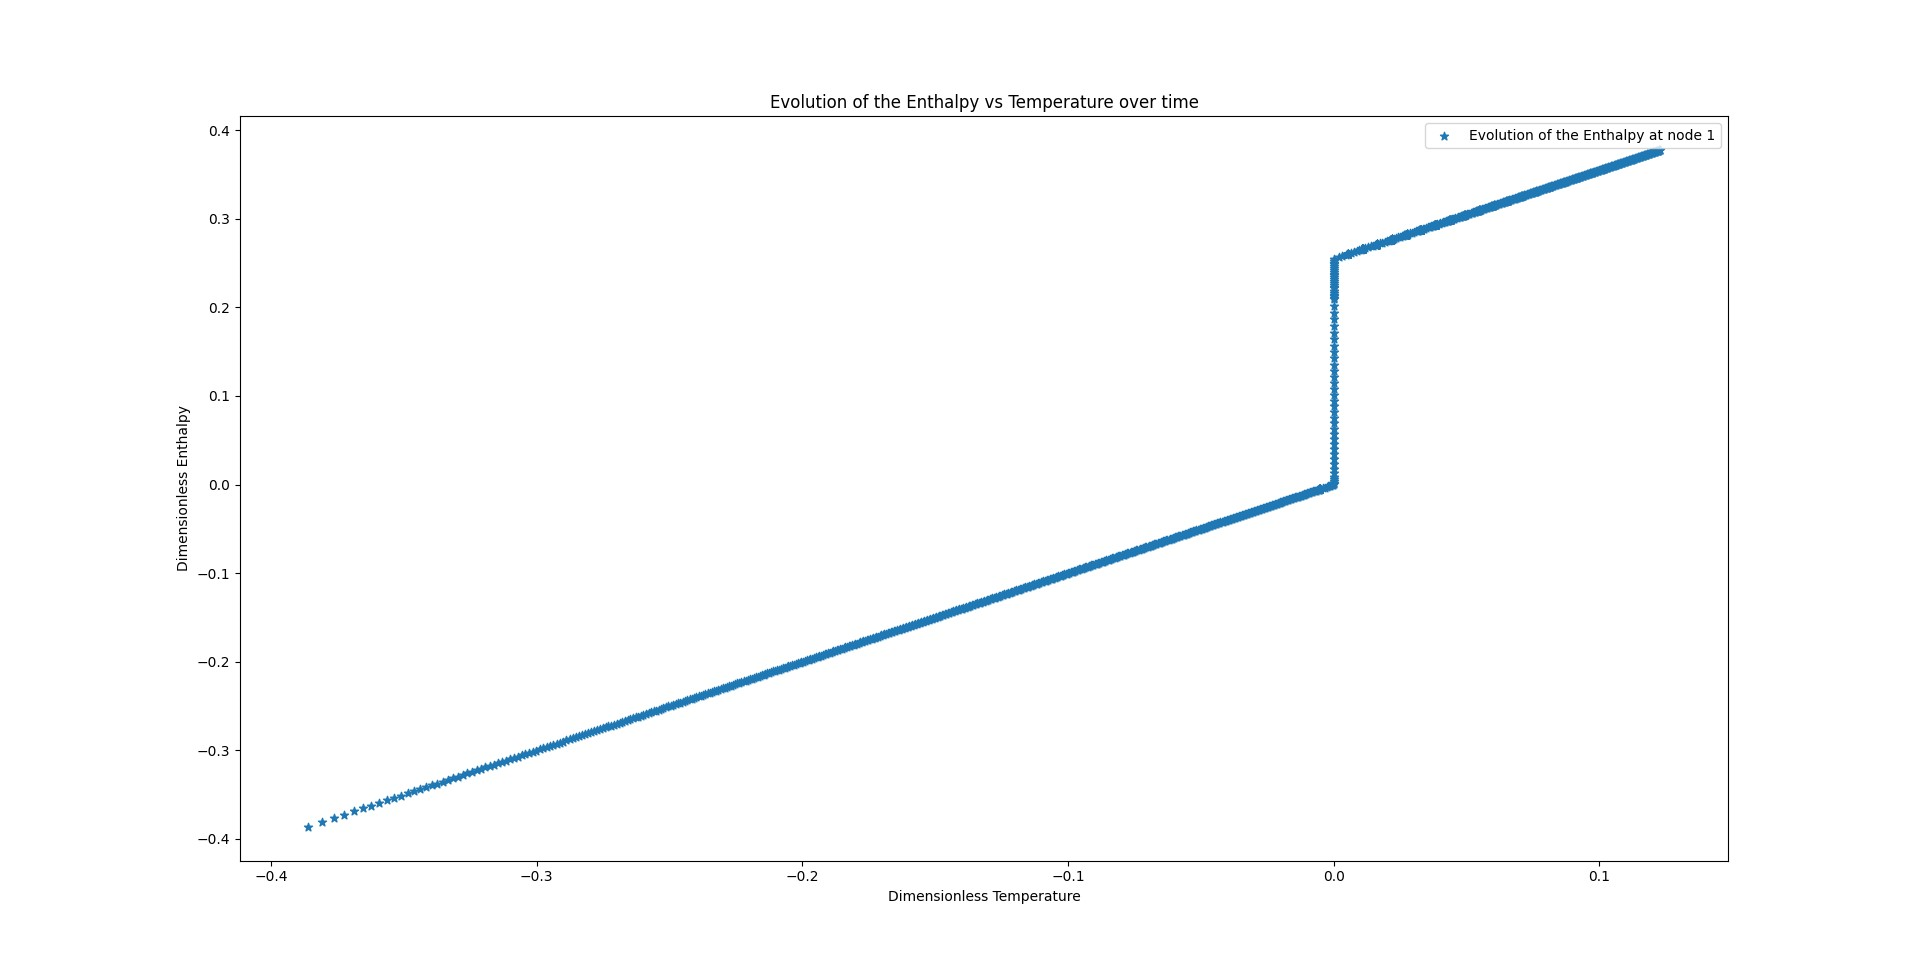 Evolution of the Enthalpy vs Temperature over time
Evolution of the Enthalpy at node 1
Dimensionless Enthalpy
0.4
0.3
0.2
0.1
0.0
−0.1
−0.2
−0.3
−0.4
−0.4 −0.3 −0.2 −0.1 0.0 0.1
Dimensionless Temperature